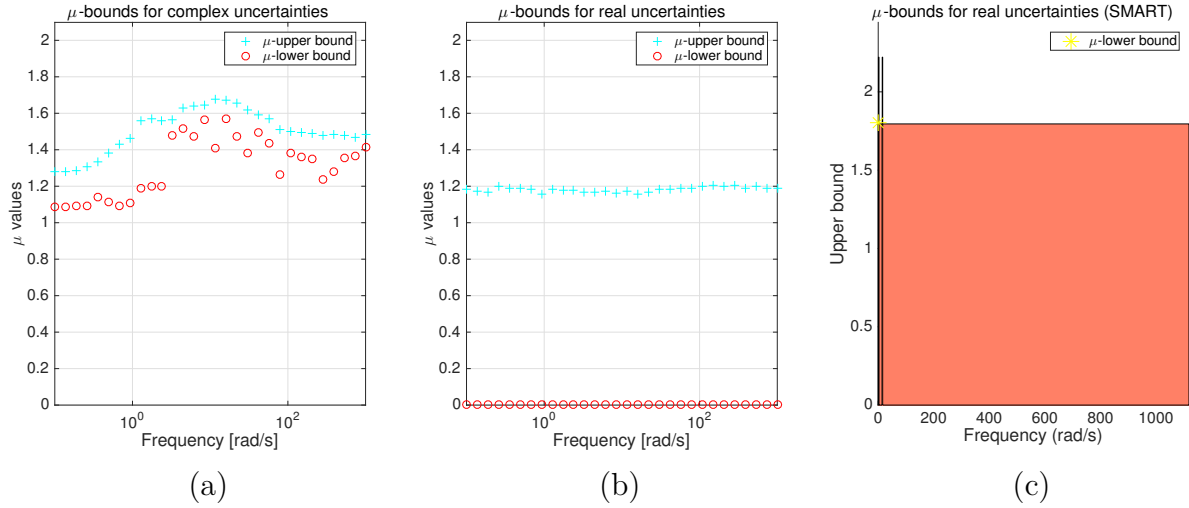 μ-bounds for complex uncertainties
μ-upper bound
μ-lower bound
2
1.8
1.6
1.4
1.2
1
0.8
0.6
0.4
0.2
0
μ values
10^0
10^2
Frequency [rad/s]
(a)
μ-bounds for real uncertainties
μ-upper bound
μ-lower bound
2
1.8
1.6
1.4
1.2
1
0.8
0.6
0.4
0.2
0
μ values
10^0
10^2
Frequency [rad/s]
(b)
μ-bounds for real uncertainties (SMART)
μ-lower bound
2
1.5
1
0.5
0
Upper bound
0
200
400
600
800
1000
Frequency (rad/s)
(c)